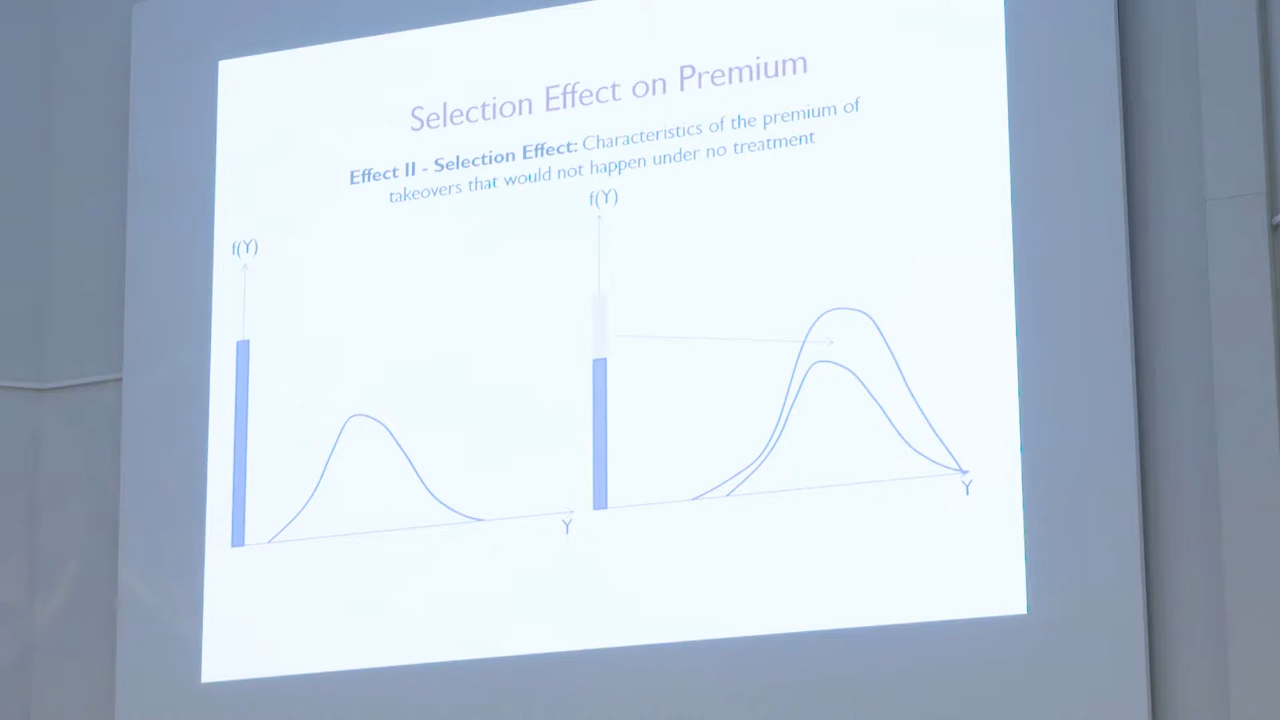 Selection Effect on Premium
Effect II - Selection Effect: Characteristics of the premium of
takeovers that would not happen under no treatment
f(Y)
f(Y)
Y
Y